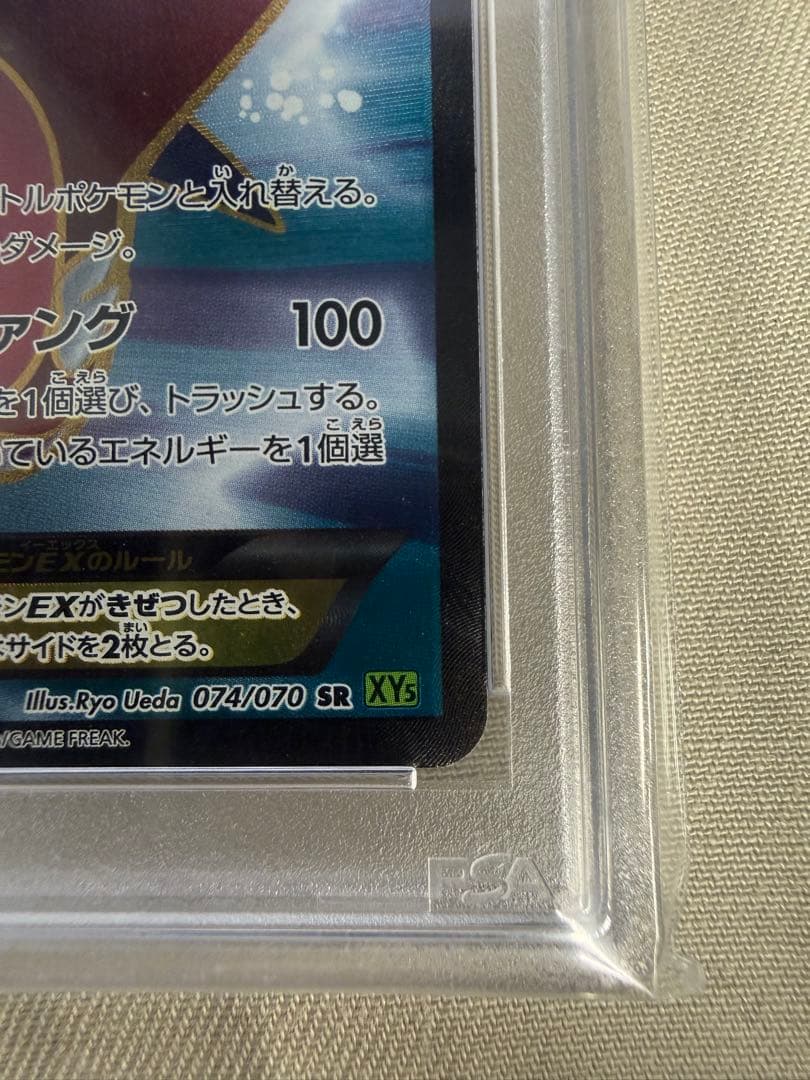 トルポケモンと入れ替える。
ダメージ。
ァング 100
を1個選び、トラッシュする。
ているエネルギーを1個選
ンEXのルール
ンEXがきぜつしたとき、
サイドを2枚とる。
Illus.Ryo Ueda 074/070 SR XY5
/GAME FREAK.
PSA